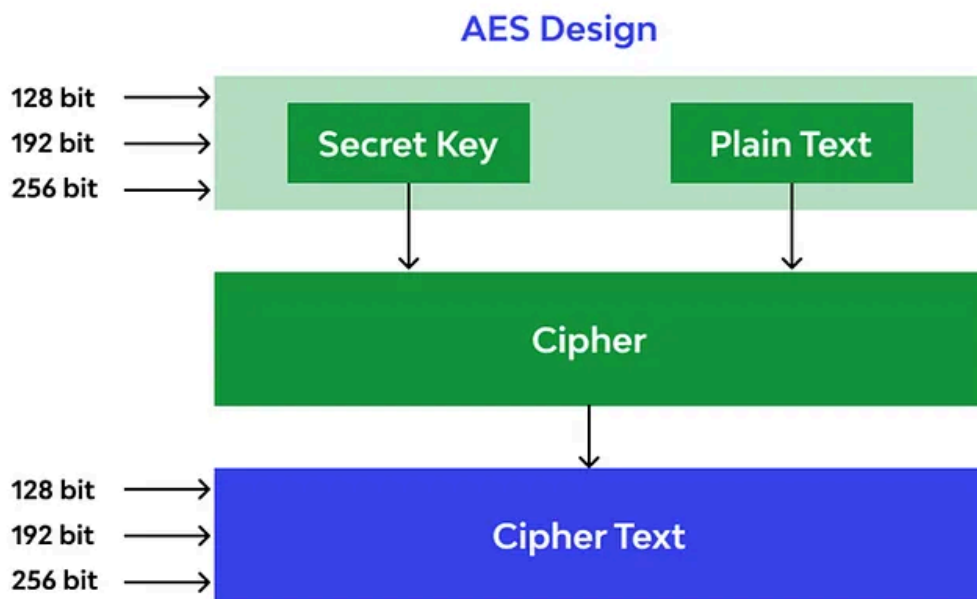 AES Design
128 bit
192 bit
256 bit
Secret Key
Plain Text
Cipher
128 bit
192 bit
256 bit
Cipher Text